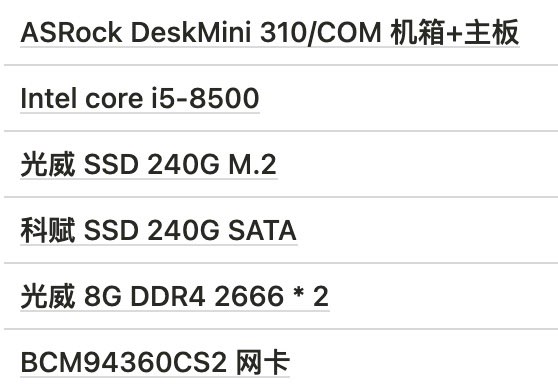 ASRock DeskMini 310/COM 机箱+主板
Intel core i5-8500
光威 SSD 240G M.2
科赋 SSD 240G SATA
光威 8G DDR4 2666 * 2
BCM94360CS2 网卡